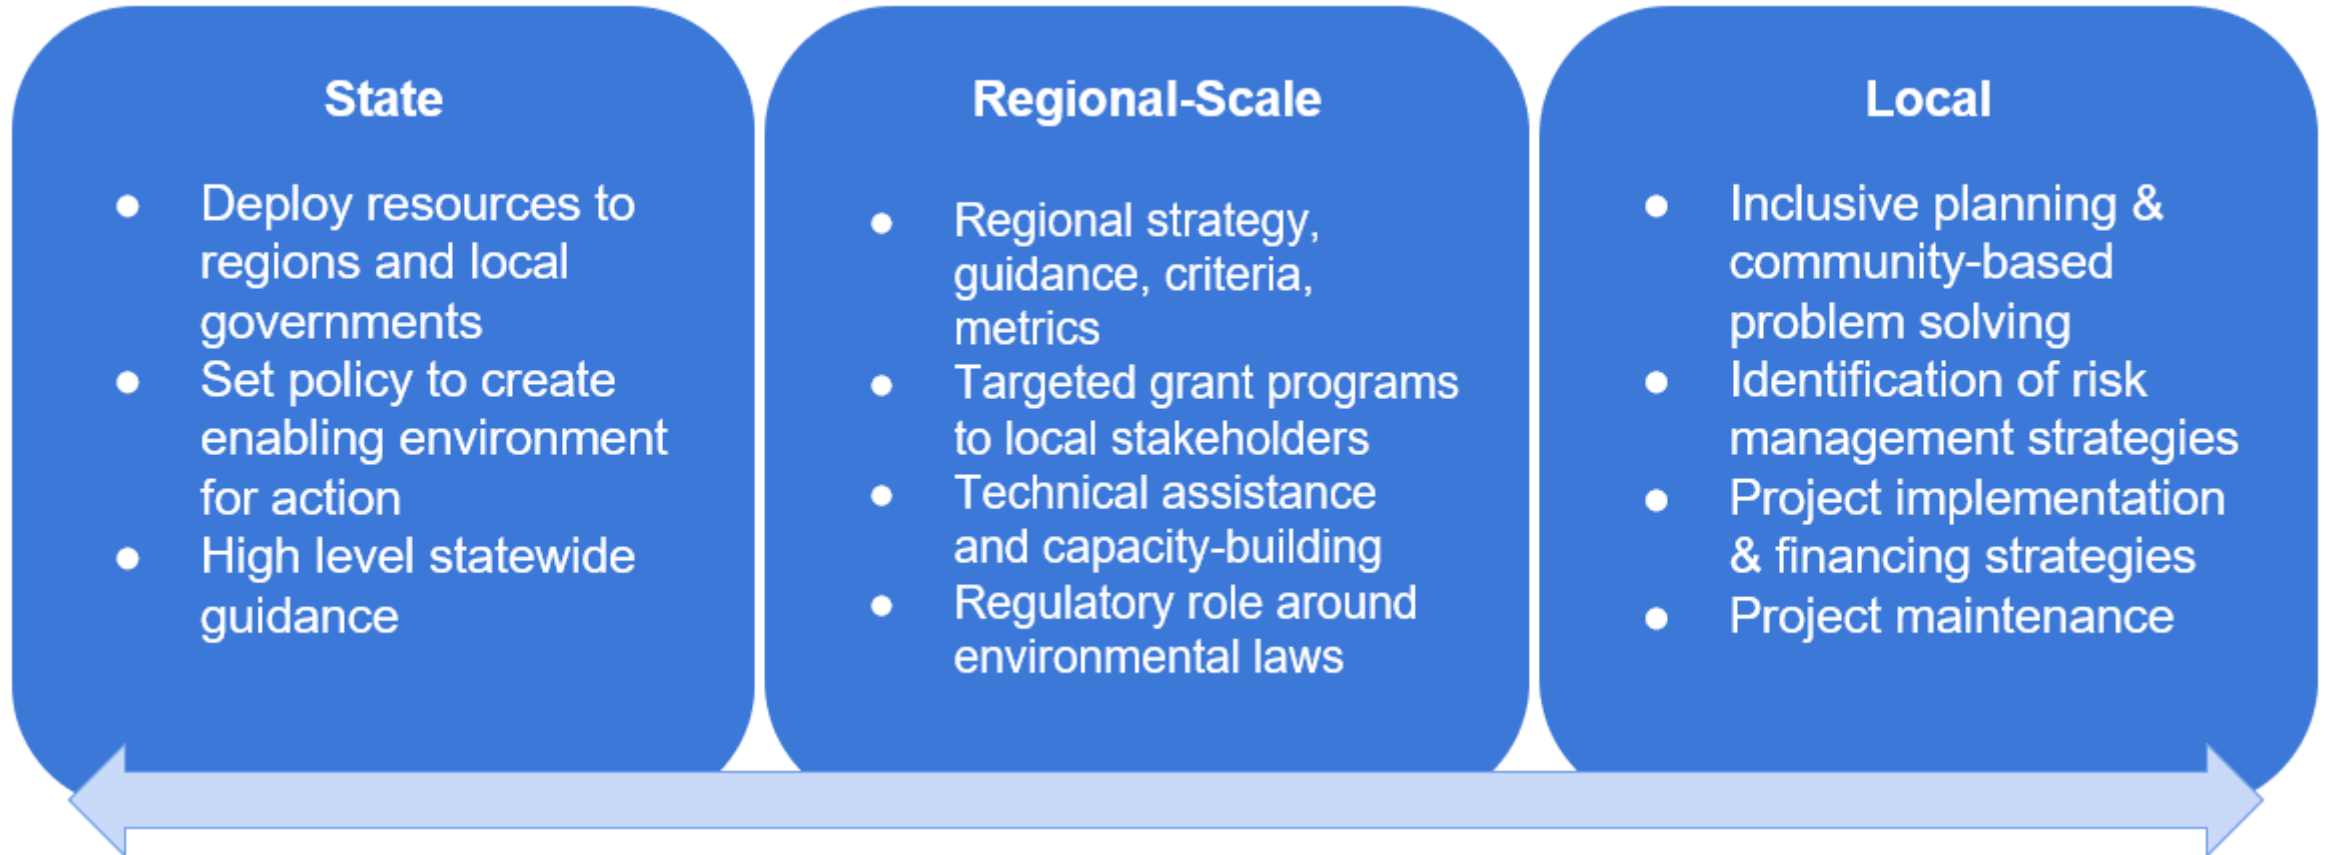 State
● Deploy resources to
regions and local
governments
● Set policy to create
enabling environment
for action
● High level statewide
guidance
Regional-Scale
● Regional strategy,
guidance, criteria,
metrics
● Targeted grant programs
to local stakeholders
● Technical assistance
and capacity-building
● Regulatory role around
environmental laws
Local
● Inclusive planning &
community-based
problem solving
● Identification of risk
management strategies
● Project implementation
& financing strategies
● Project maintenance